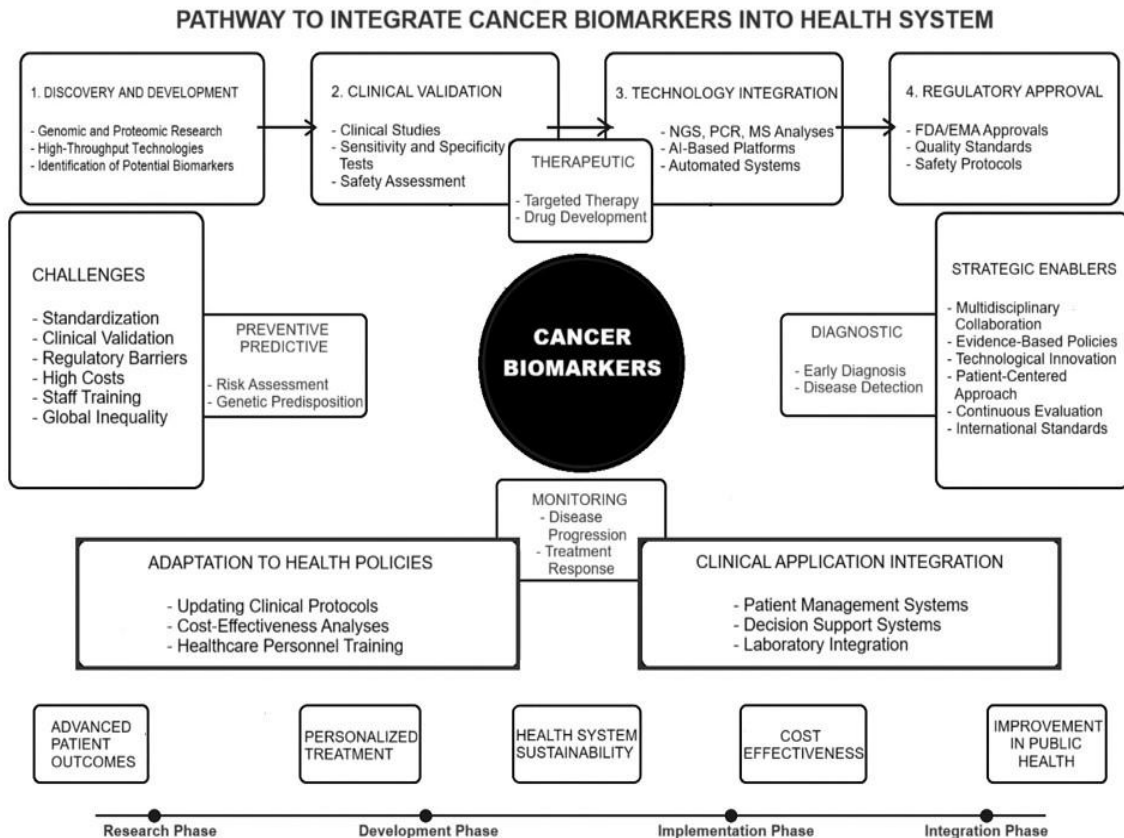 PATHWAY TO INTEGRATE CANCER BIOMARKERS INTO HEALTH SYSTEM
1. DISCOVERY AND DEVELOPMENT
- Genomic and Proteomic Research
- High-Throughput Technologies
- Identification of Potential Biomarkers
2. CLINICAL VALIDATION
- Clinical Studies
- Sensitivity and Specificity
Tests
- Safety Assessment
3. TECHNOLOGY INTEGRATION
- NGS, PCR, MS Analyses
- AI-Based Platforms
- Automated Systems
4. REGULATORY APPROVAL
- FDA/EMA Approvals
- Quality Standards
- Safety Protocols
THERAPEUTIC
- Targeted Therapy
- Drug Development
CHALLENGES
- Standardization
- Clinical Validation
- Regulatory Barriers
- High Costs
- Staff Training
- Global Inequality
PREVENTIVE
PREDICTIVE
- Risk Assessment
- Genetic Predisposition
CANCER
BIOMARKERS
DIAGNOSTIC
- Early Diagnosis
- Disease Detection
STRATEGIC ENABLERS
- Multidisciplinary
Collaboration
- Evidence-Based Policies
- Technological Innovation
- Patient-Centered
Approach
- Continuous Evaluation
- International Standards
MONITORING
- Disease
Progression
- Treatment
Response
ADAPTATION TO HEALTH POLICIES
- Updating Clinical Protocols
- Cost-Effectiveness Analyses
- Healthcare Personnel Training
CLINICAL APPLICATION INTEGRATION
- Patient Management Systems
- Decision Support Systems
- Laboratory Integration
ADVANCED
PATIENT
OUTCOMES
PERSONALIZED
TREATMENT
HEALTH SYSTEM
SUSTAINABILITY
COST
EFFECTIVENESS
IMPROVEMENT
IN PUBLIC
HEALTH
Research Phase
Development Phase
Implementation Phase
Integration Phase